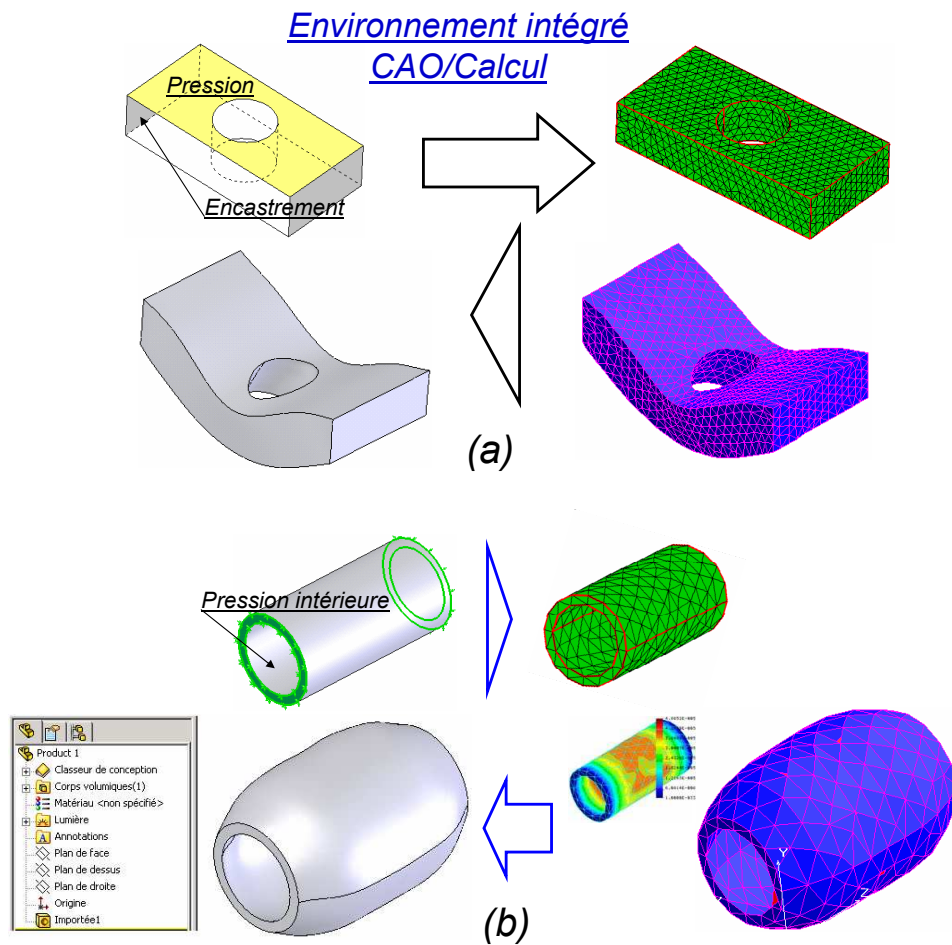 Environnement intégré
CAO/Calcul
Pression
Encastrement
(a)
Pression intérieure
Product 1
Classeur de conception
Corps volumiques(1)
Matériau <non spécifié>
Lumière
Annotations
Plan de face
Plan de dessus
Plan de droite
Origine
Importée1
Y
Z
(b)